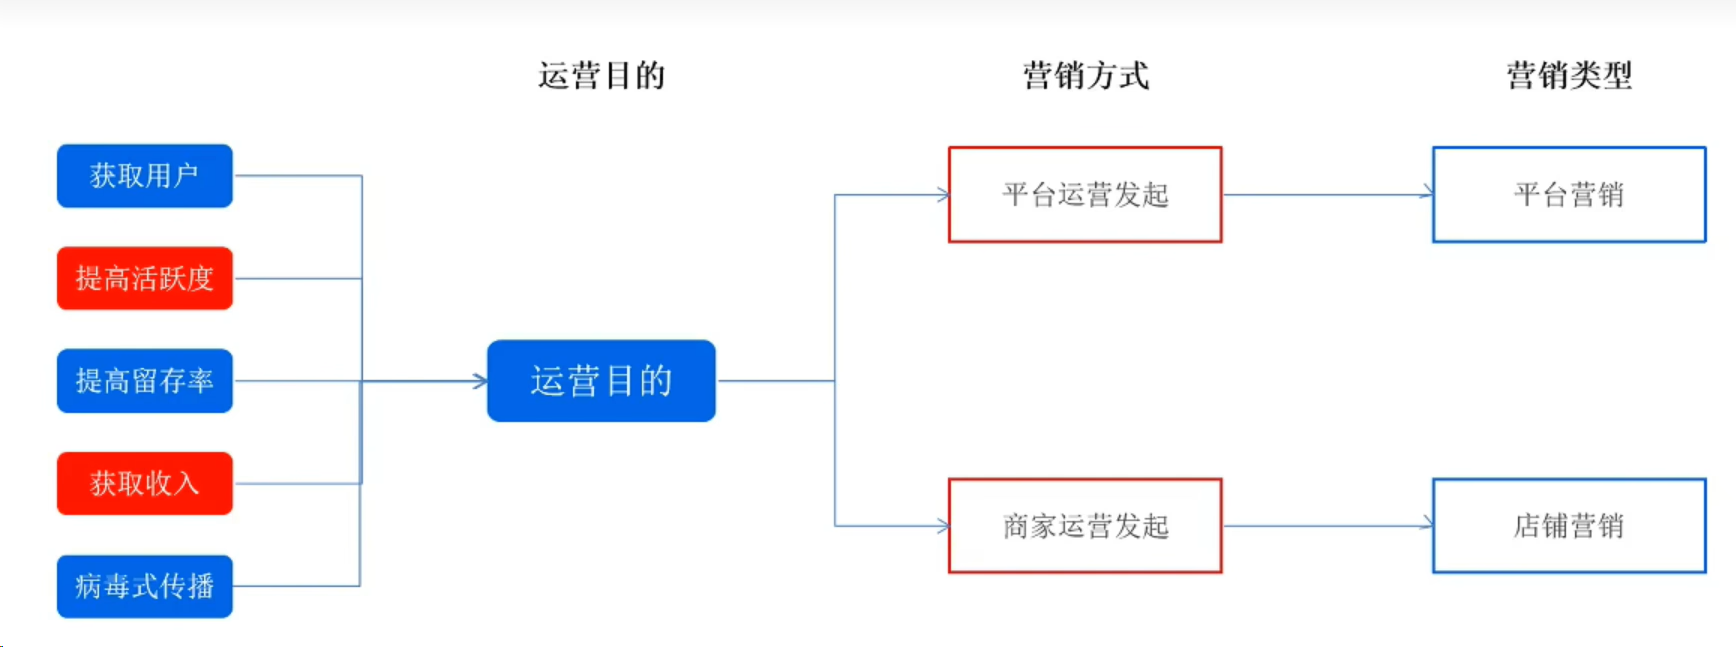 运营目的
营销方式
营销类型
获取用户
提高活跃度
提高留存率
获取收入
病毒式传播
运营目的
平台运营发起
平台营销
商家运营发起
店铺营销